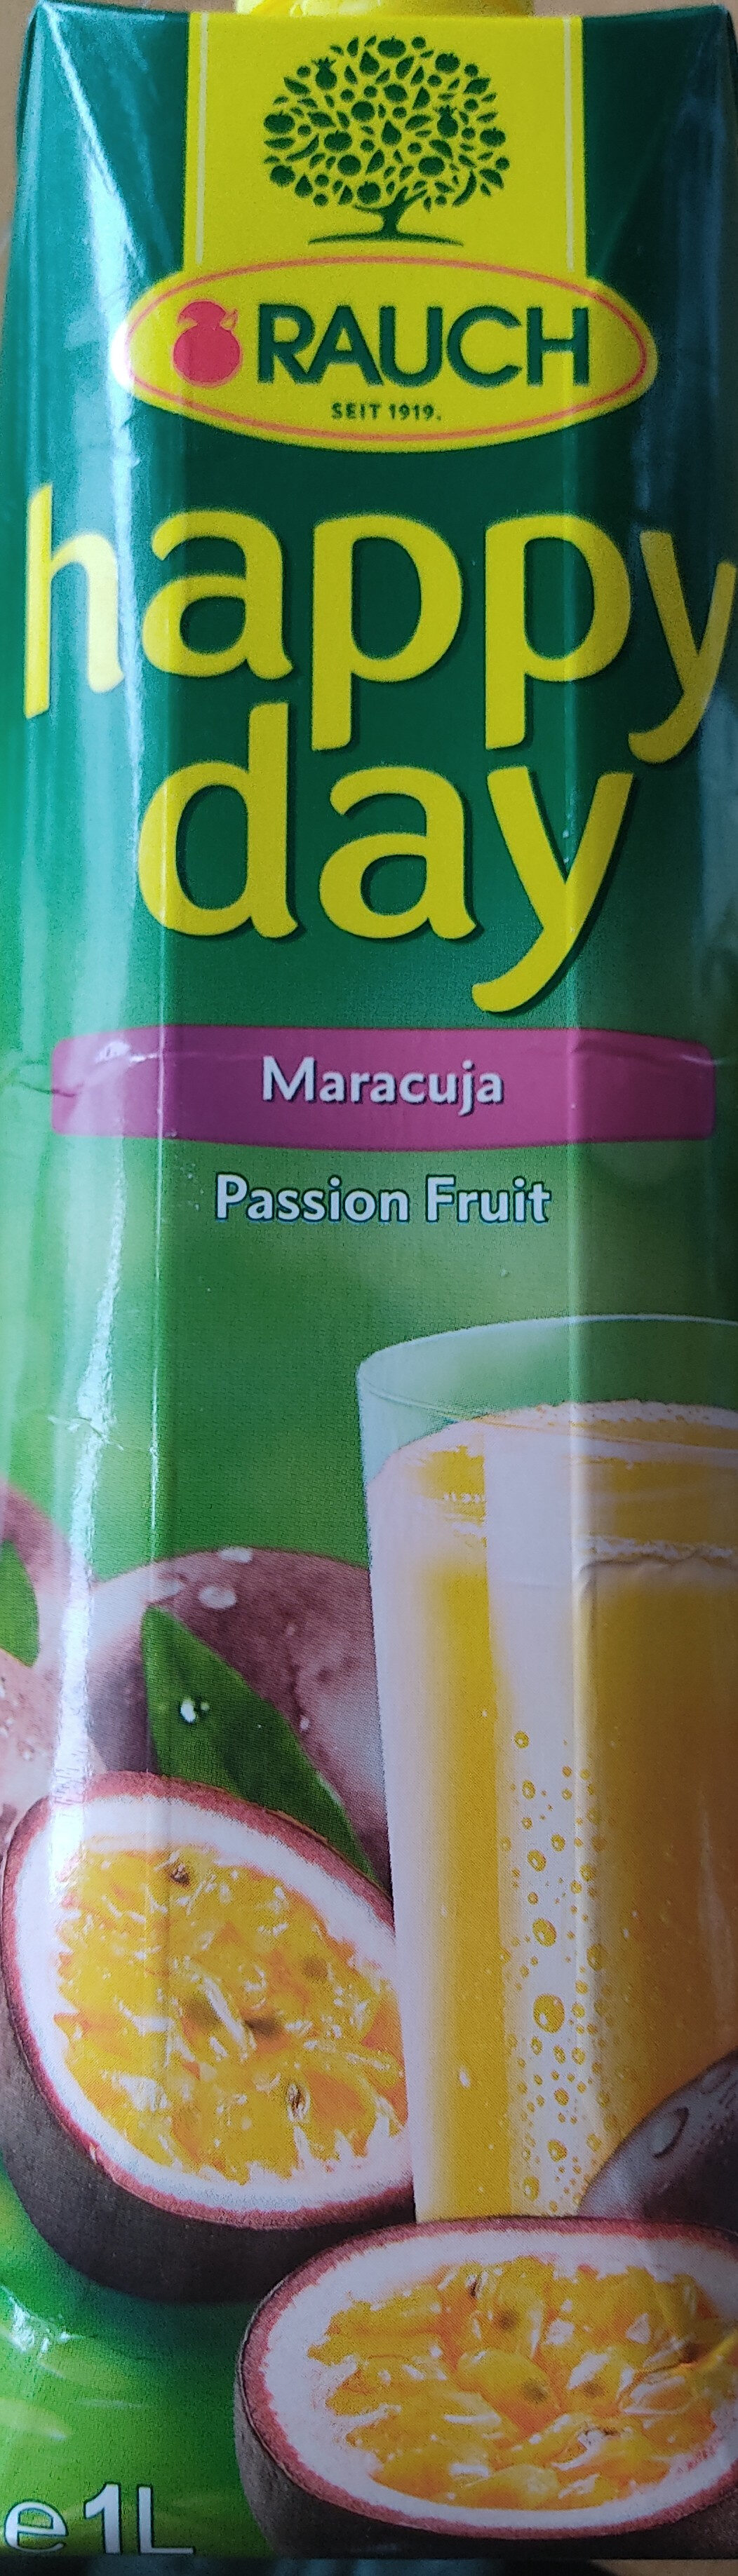 RAUCH
SEIT 1919.
happy
day
Maracuja
Passion Fruit
e 1L